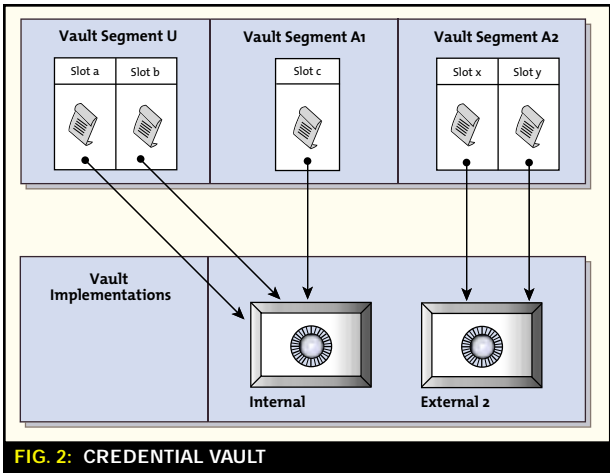 Vault Segment U
Vault Segment A1
Vault Segment A2
Slot a
Slot b
Slot c
Slot x
Slot y
Vault
Implementations
Internal
External 2
FIG. 2: CREDENTIAL VAULT